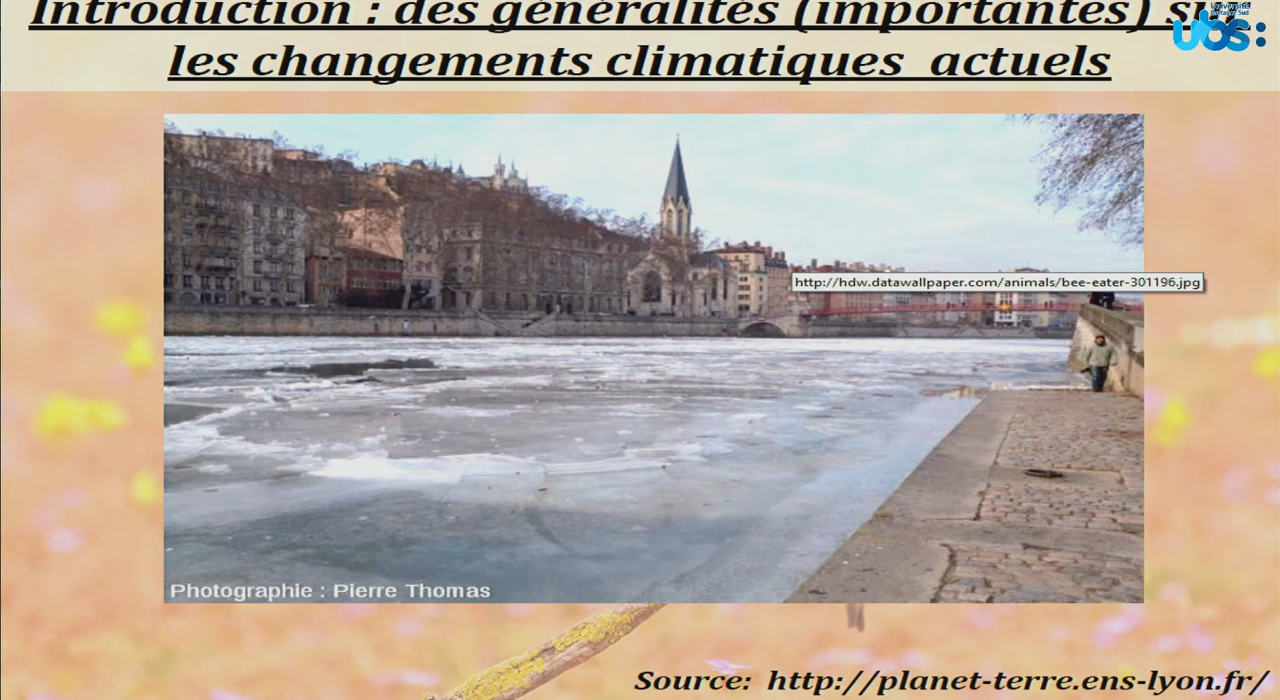 Introduction : des généralités (importantes) sur
les changements climatiques actuels
ubs:
http://hdw.datawallpaper.com/animals/bee-eater-301196.jpg
Photographie : Pierre Thomas
Source: http://planet-terre.ens-lyon.fr/